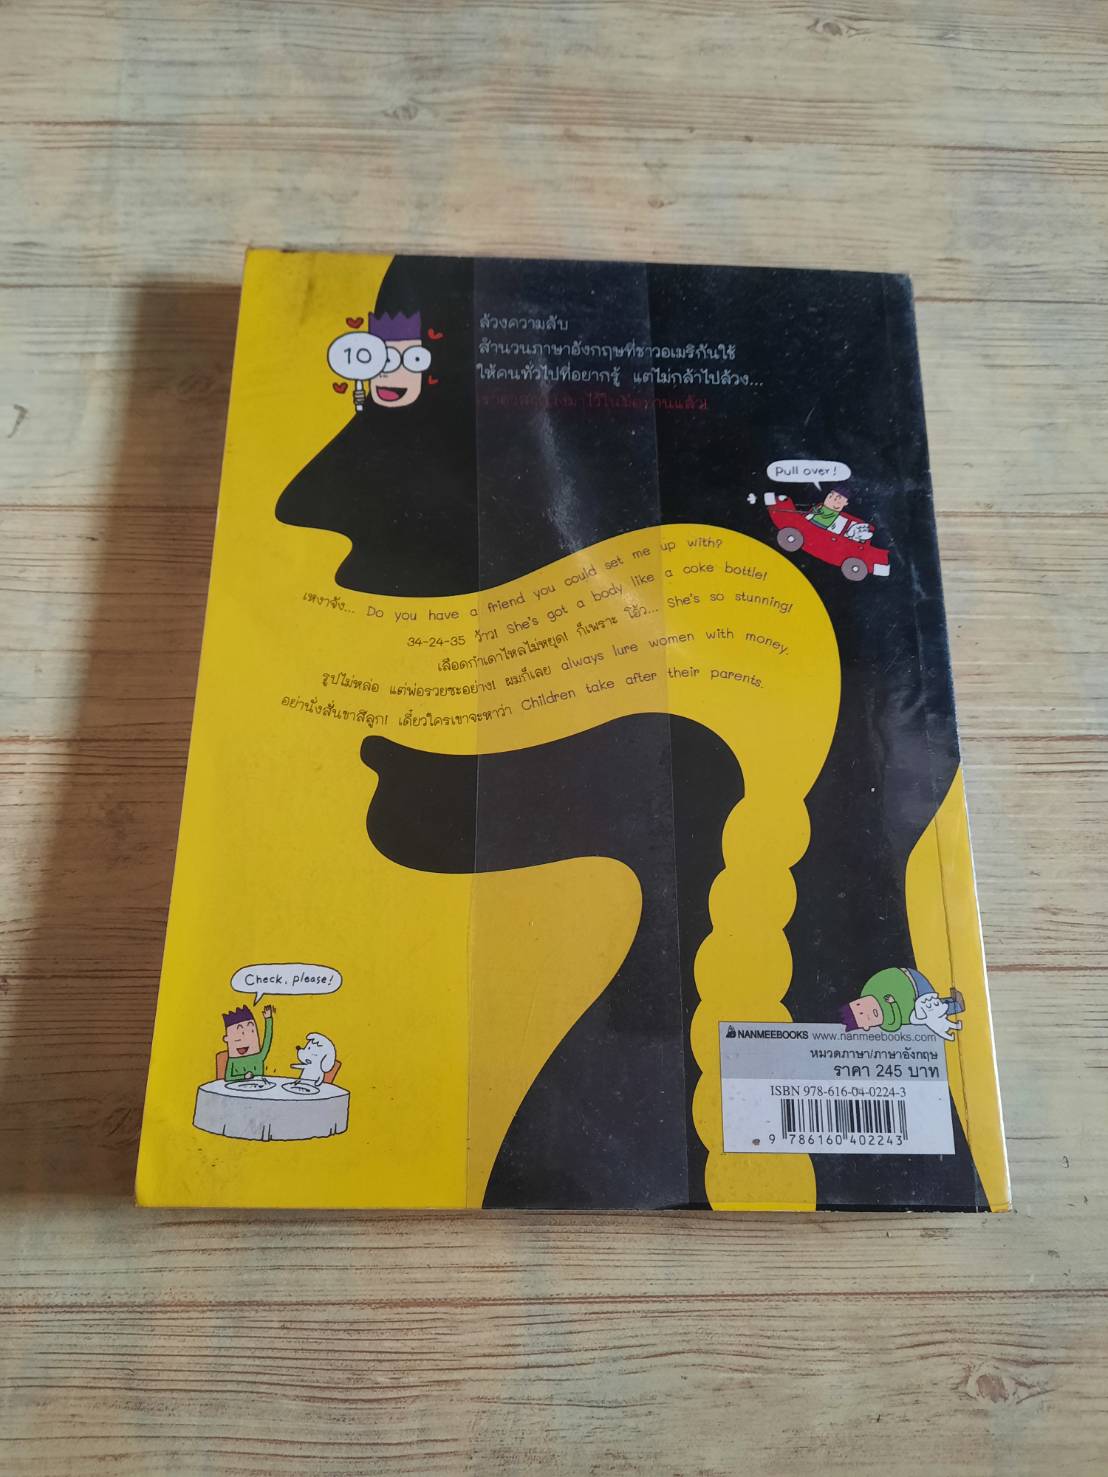 10
ล้วงความลับ
สำนวนภาษาอังกฤษที่ชาวอเมริกันใช้
ให้คนทั่วไปที่อยากรู้ แต่ไม่กล้าไปล้วง...
Pull over!
เหงาจัง... Do you have a friend you could set me up with?
34-24-35 ว้าว! She's got a body like a coke bottle!
เลือดกำเดาไหลไม่หยุด! ก็เพราะ โอ้ว... She's so stunning!
รูปไม่หล่อ แต่พ่อรวยซะอย่าง! ผมก็เลย always lure women with money.
อย่านั่งสั่นขาสิลูก! เดี๋ยวใครเขาจะหาว่า Children take after their parents.
Check, please!
NANMEEBOOKS www.nanmeebooks.com
หมวดภาษา/ภาษาอังกฤษ
ราคา 245 บาท
ISBN 978-616-04-0224-3
9 786160 402243